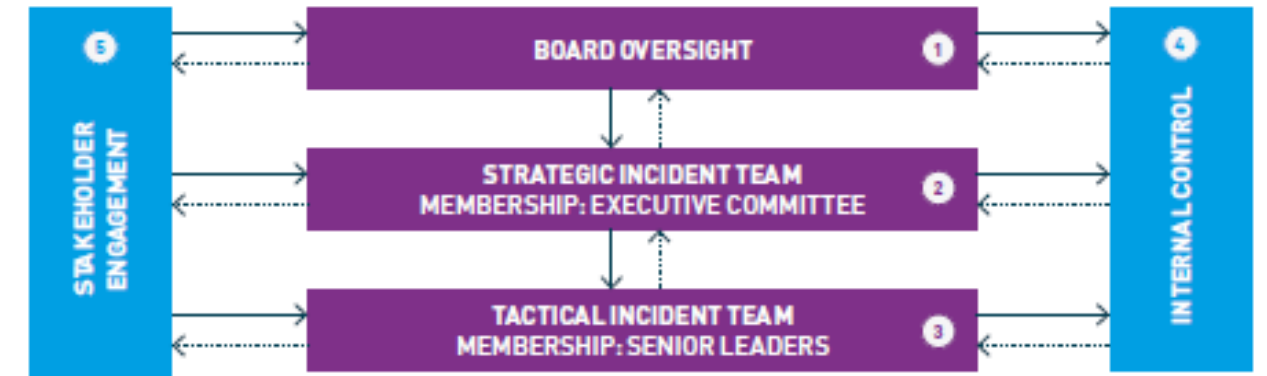 5
STAKEHOLDER
ENGAGEMENT
BOARD OVERSIGHT
1
STRATEGIC INCIDENT TEAM
MEMBERSHIP: EXECUTIVE COMMITTEE
2
TACTICAL INCIDENT TEAM
MEMBERSHIP: SENIOR LEADERS
3
4
INTERNAL CONTROL